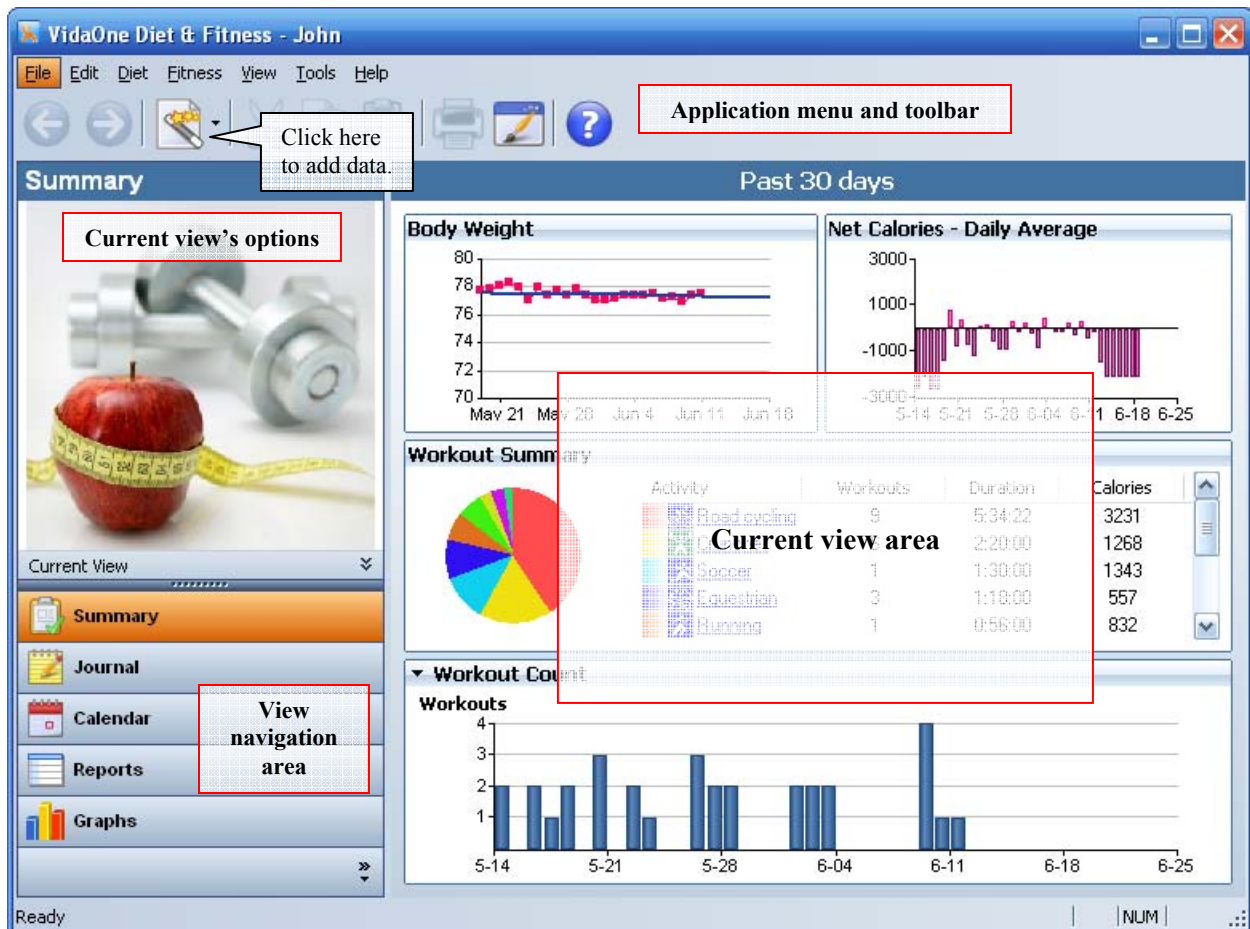 VidaOne Diet & Fitness - John
File Edit Diet Fitness View Tools Help
Application menu and toolbar
Click here
to add data.
Summary
Past 30 days
Current view's options
Body Weight
80
78
76
74
72
70
May 21 May 28 Jun 4 Jun 11 Jun 18
Net Calories - Daily Average
3000
1000
-1000
-3000
5-14 5-21 5-28 6-04 6-11 6-18 6-25
Workout Summary
Activity Workouts Duration Calories
Road cycling 9 5:34:22 3231
2:20:00 1268
Soccer 1 1:30:00 1343
Equestrian 3 1:18:00 557
Running 1 0:56:00 832
Current view area
Current View
Summary
Journal
Calendar
Reports
Graphs
View
navigation
area
Workout Count
Workouts
4
3
2
1
5-14 5-21 5-28 6-04 6-11 6-18 6-25
Ready
NUM